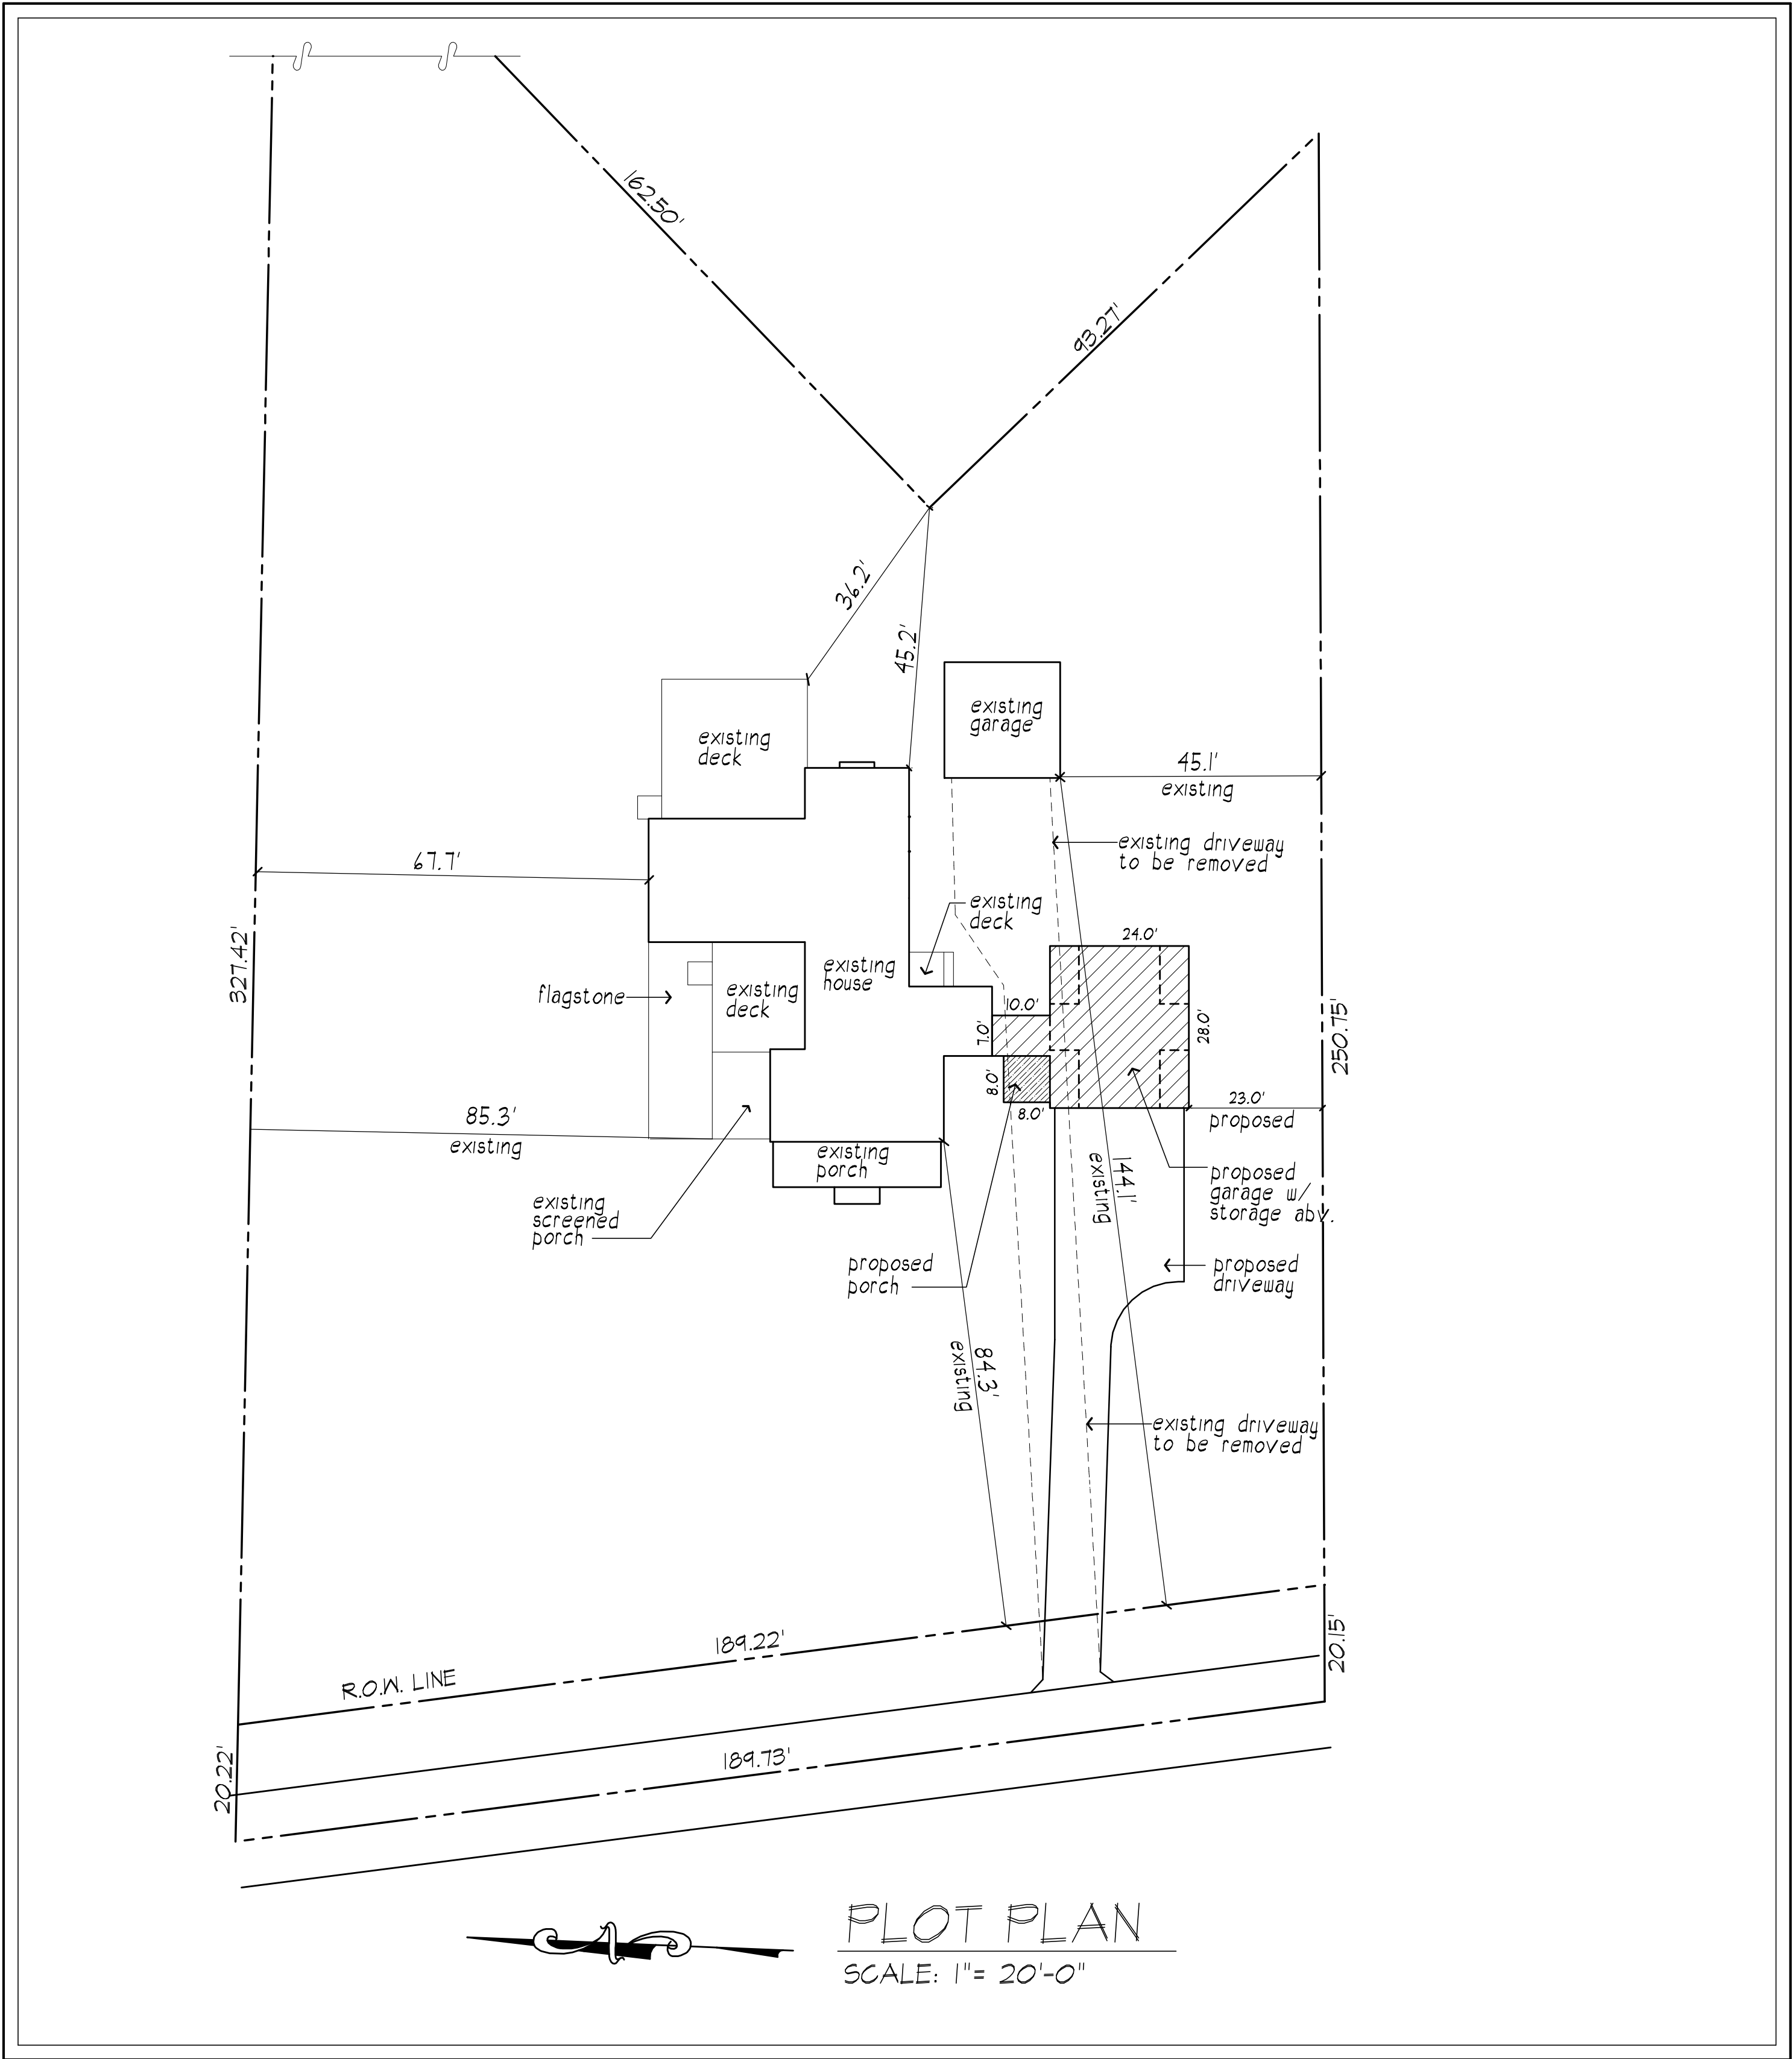 162.50'
93.27'
36.2'
45.2'
existing
garage
existing
deck
45.1'
existing
existing driveway
to be removed
67.7'
existing
deck
24.0'
327.42'
existing
house
flagstone
existing
deck
10.0'
7.0'
28.0'
250.75'
8.0'
8.0'
23.0'
proposed
85.3'
existing
existing
porch
144.1'
existing
proposed
garage w/
storage abv.
existing
screened
porch
proposed
porch
proposed
driveway
84.3'
existing
existing driveway
to be removed
189.22'
R.O.W. LINE
20.15'
189.73'
20.22'
PLOT PLAN
SCALE: 1"= 20'-0"